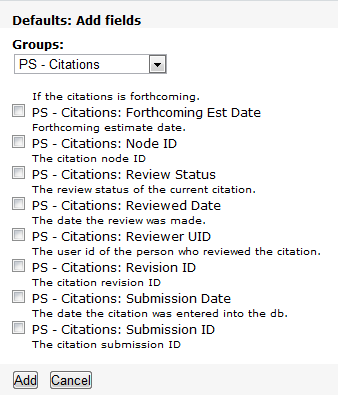 Defaults: Add fields
Groups:
PS - Citations
If the citations is forthcoming.
PS - Citations: Forthcoming Est Date
Forthcoming estimate date.
PS - Citations: Node ID
The citation node ID
PS - Citations: Review Status
The review status of the current citation.
PS - Citations: Reviewed Date
The date the review was made.
PS - Citations: Reviewer UID
The user id of the person who reviewed the citation.
PS - Citations: Revision ID
The citation revision ID
PS - Citations: Submission Date
The date the citation was entered into the db.
PS - Citations: Submission ID
The citation submission ID
Add Cancel